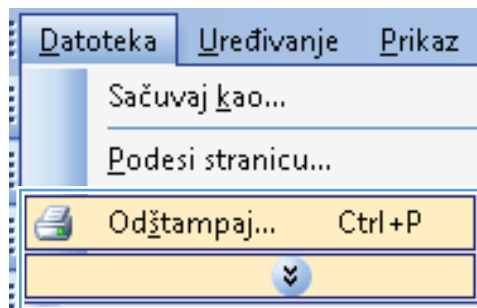 Datoteka Uređivanje Prikaz
Sačuvaj kao...
Podesi stranicu...
Odštampaj... Ctrl+P